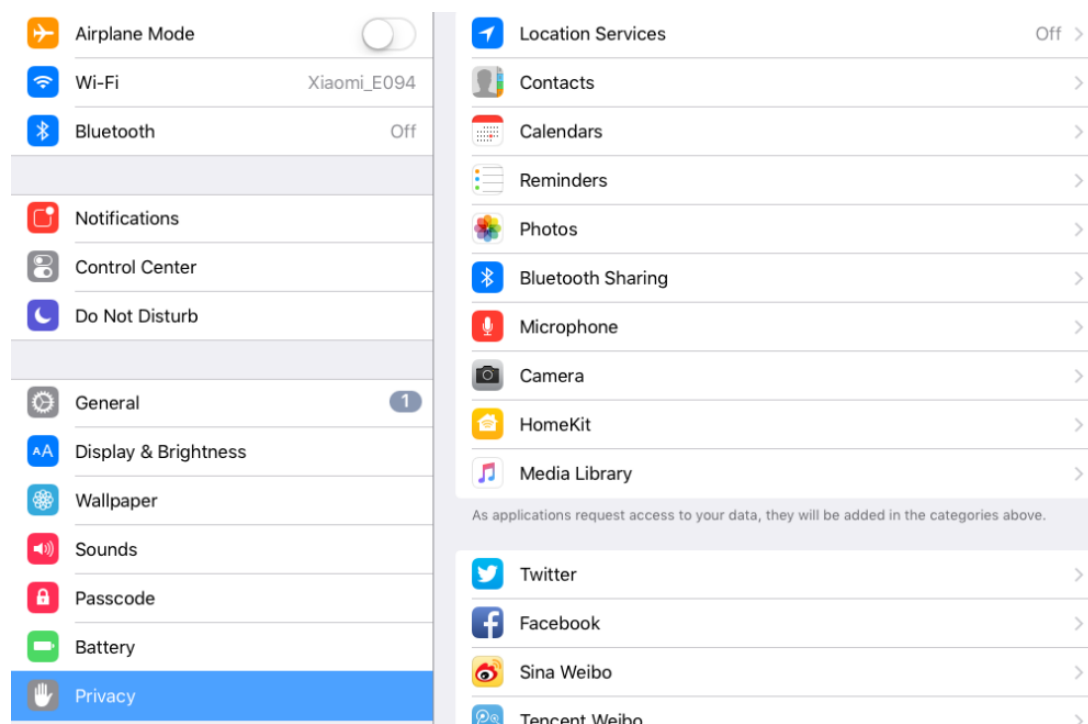 Airplane Mode
Wi-Fi Xiaomi_E094
Bluetooth Off
Notifications
Control Center
Do Not Disturb
General 1
Display & Brightness
AA
Wallpaper
Sounds
Passcode
Battery
Privacy
Location Services Off
Contacts
Calendars
Reminders
Photos
Bluetooth Sharing
Microphone
Camera
HomeKit
Media Library
As applications request access to your data, they will be added in the categories above.
Twitter
Facebook
Sina Weibo
Tencent Weibo